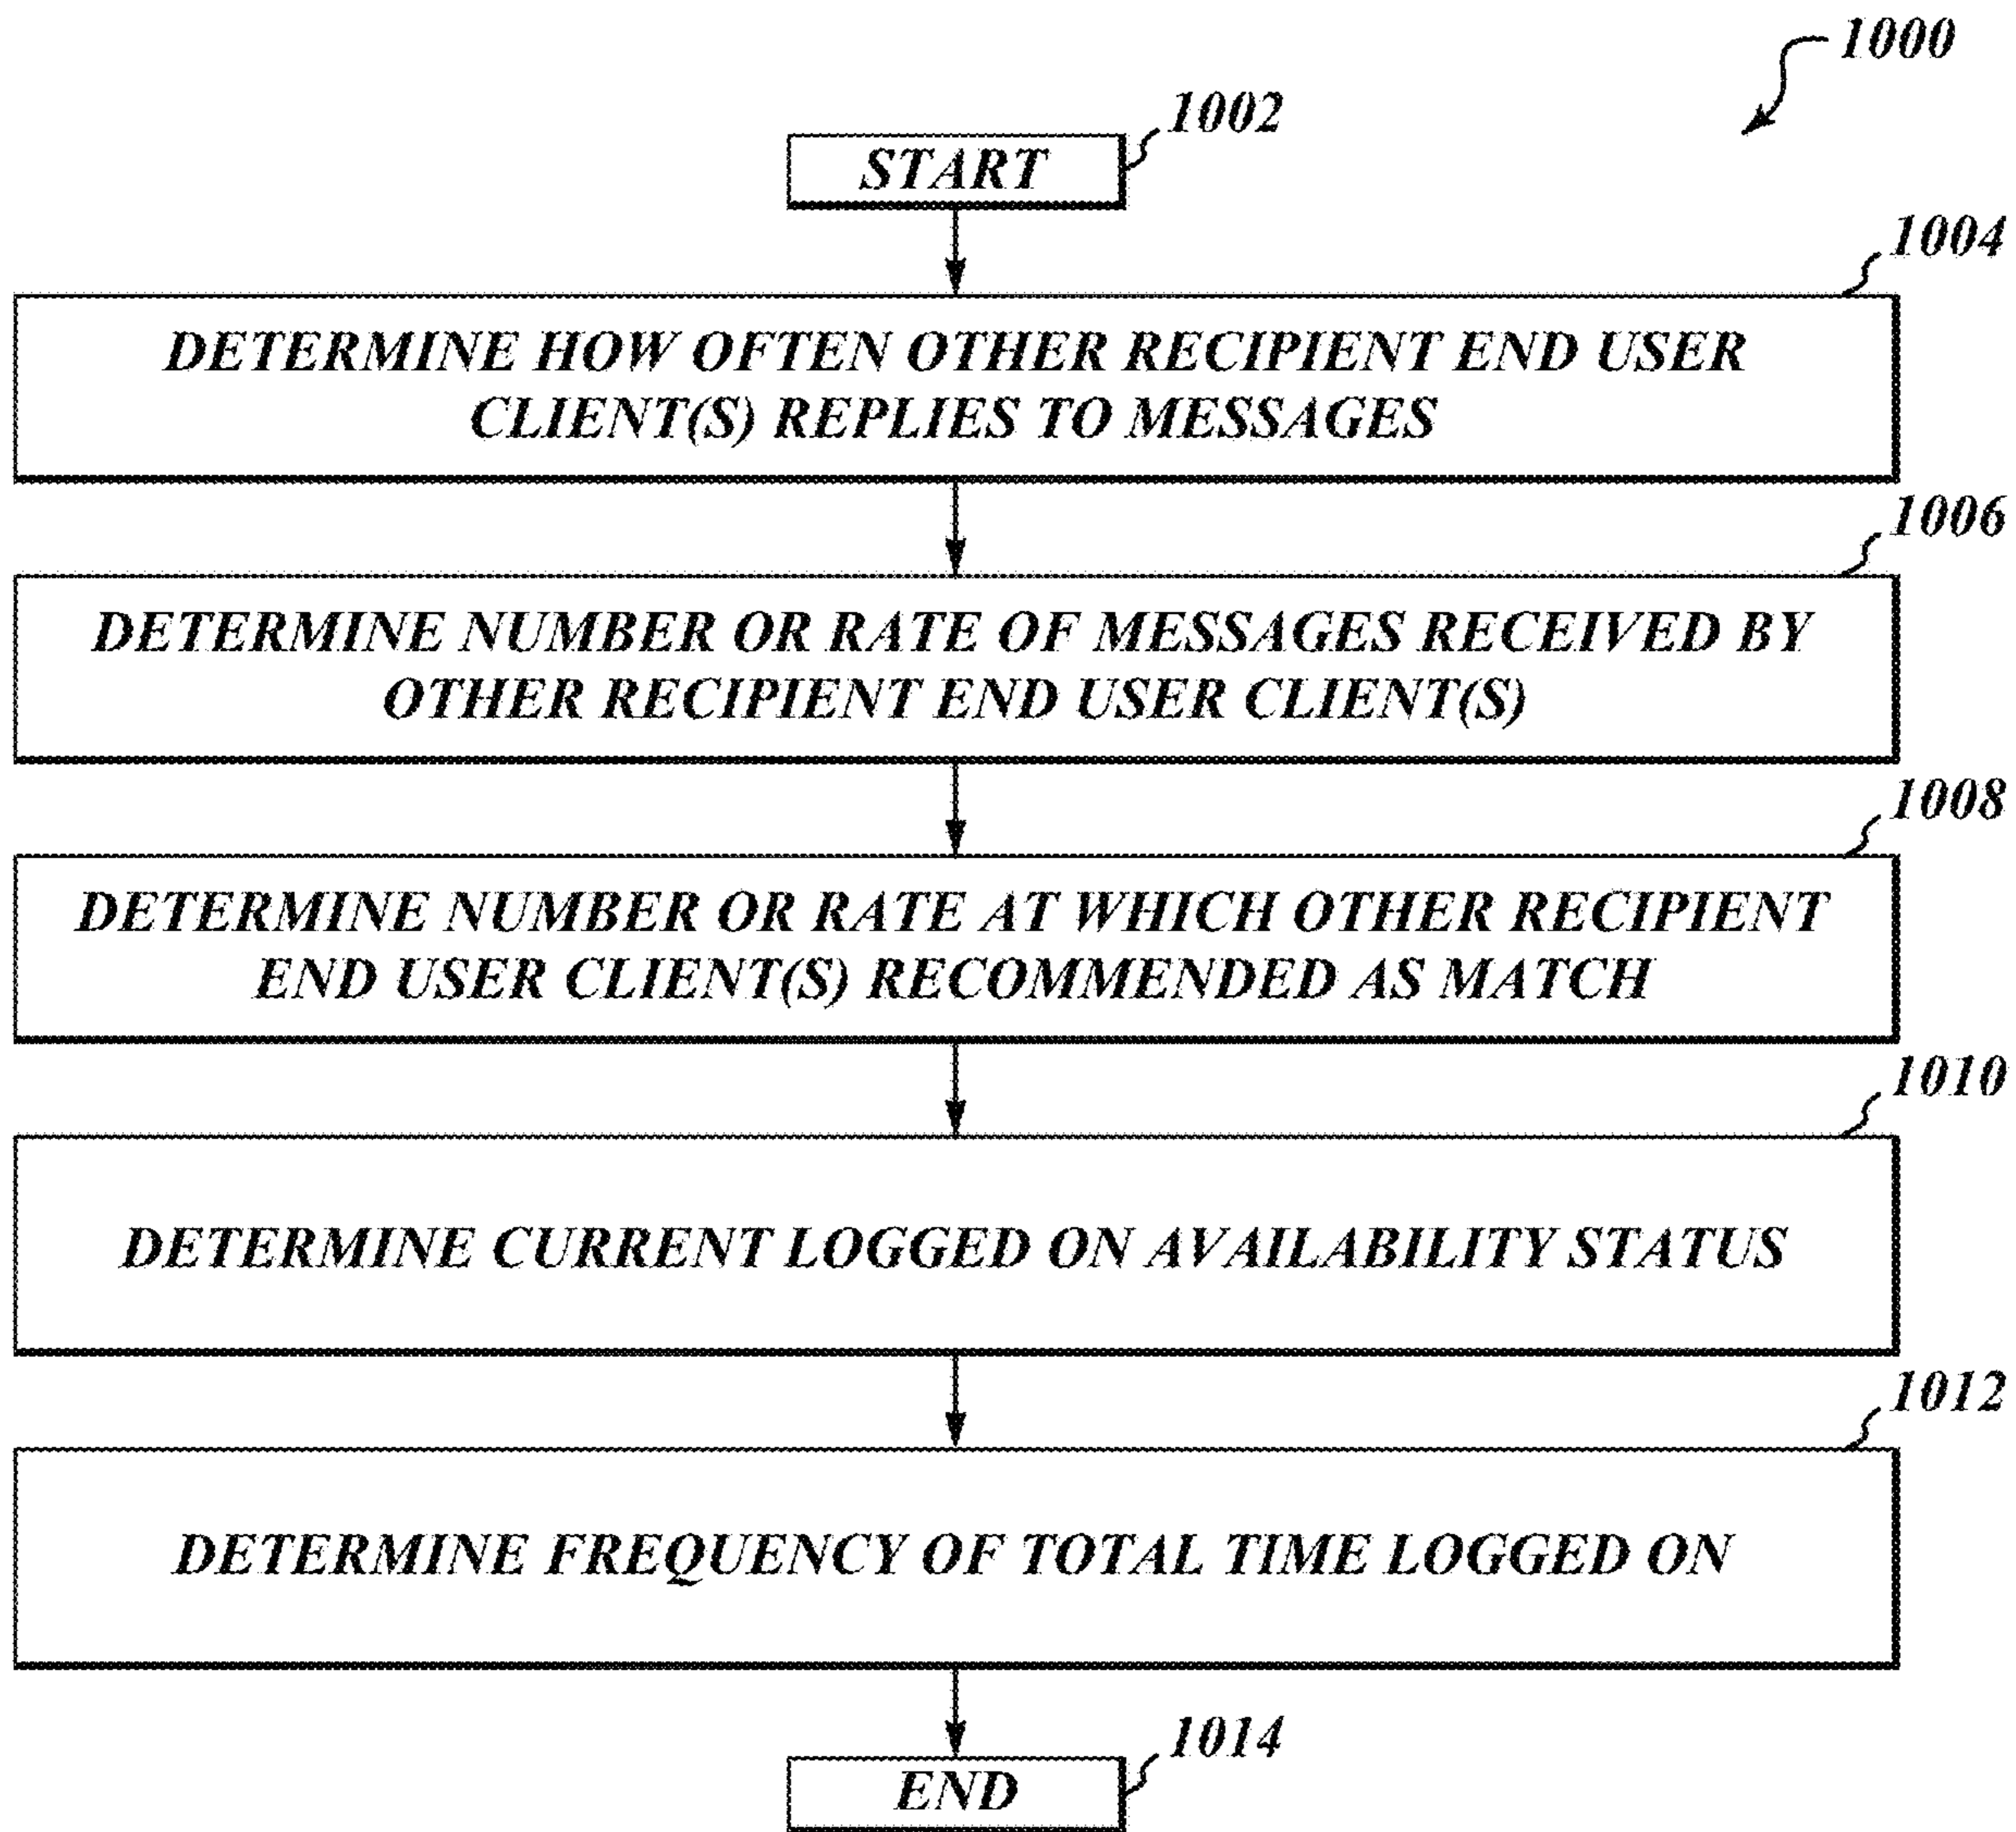 1000
1002
START
1004
DETERMINE HOW OFTEN OTHER RECIPIENT END USER
CLIENT(S) REPLIES TO MESSAGES
1006
DETERMINE NUMBER OR RATE OF MESSAGES RECEIVED BY
OTHER RECIPIENT END USER CLIENT(S)
1008
DETERMINE NUMBER OR RATE AT WHICH OTHER RECIPIENT
END USER CLIENT(S) RECOMMENDED AS MATCH
1010
DETERMINE CURRENT LOGGED ON AVAILABILITY STATUS
1012
DETERMINE FREQUENCY OF TOTAL TIME LOGGED ON
1014
END